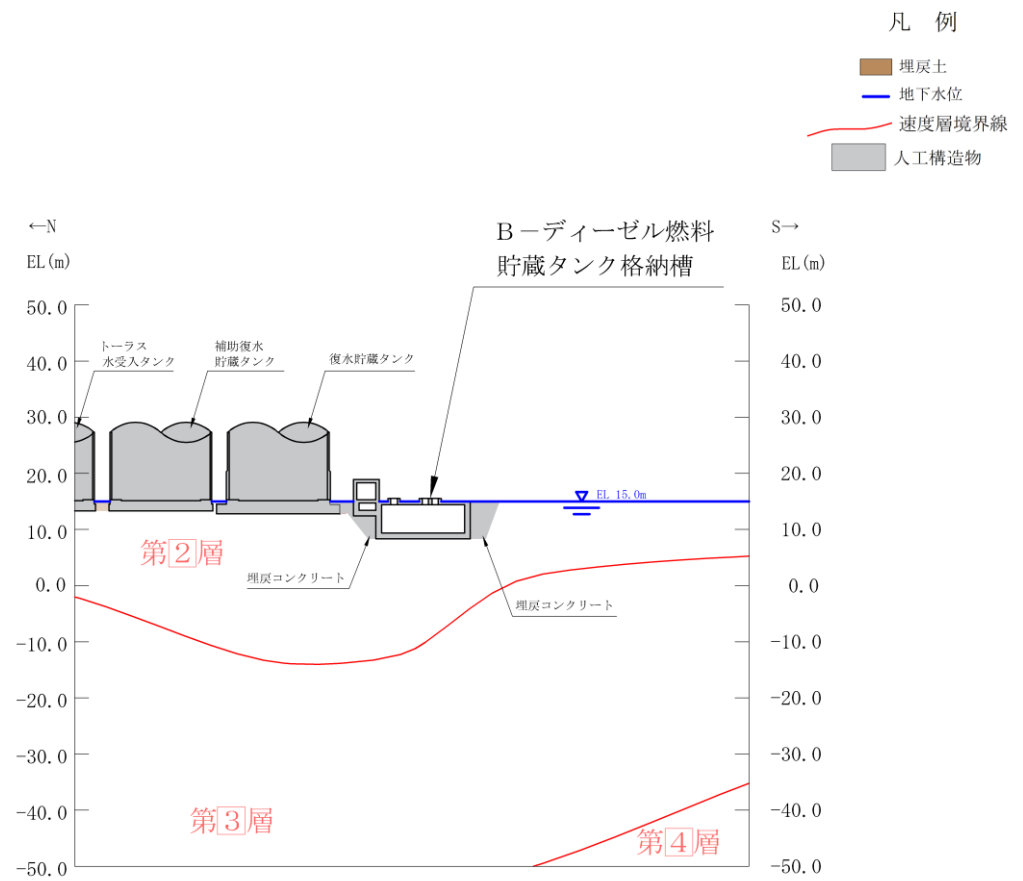 凡 例
埋戻土
地下水位
速度層境界線
人工構造物
←N
S→
B－ディーゼル燃料
貯蔵タンク格納槽
EL(m)
EL(m)
50.0
50.0
トーラス
水受入タンク
補助復水
貯蔵タンク
復水貯蔵タンク
40.0
40.0
30.0
30.0
20.0
20.0
EL 15.0m
10.0
10.0
第2層
埋戻コンクリート
0.0
0.0
埋戻コンクリート
-10.0
-10.0
-20.0
-20.0
-30.0
-30.0
-40.0
-40.0
第3層
第4層
-50.0
-50.0